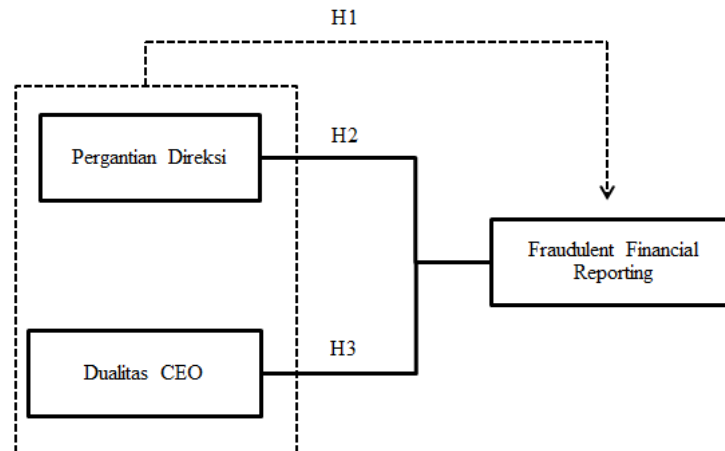 H1
Pergantian Direksi
H2
Fraudulent Financial
Reporting
H3
Dualitas CEO